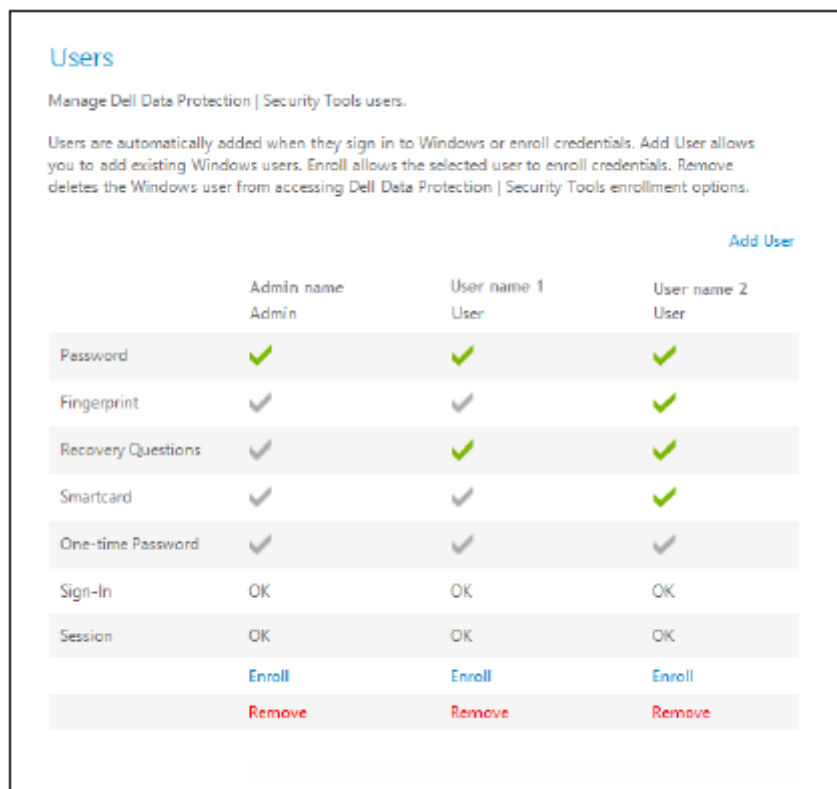 Users
Manage Dell Data Protection | Security Tools users.
Users are automatically added when they sign in to Windows or enroll credentials. Add User allows
you to add existing Windows users. Enroll allows the selected user to enroll credentials. Remove
deletes the Windows user from accessing Dell Data Protection | Security Tools enrollment options.
Add User
Admin name User name 1 User name 2
Admin User User
Password
Fingerprint
Recovery Questions
Smartcard
One-time Password
Sign-In OK OK OK
Session OK OK OK
Enroll Enroll Enroll
Remove Remove Remove